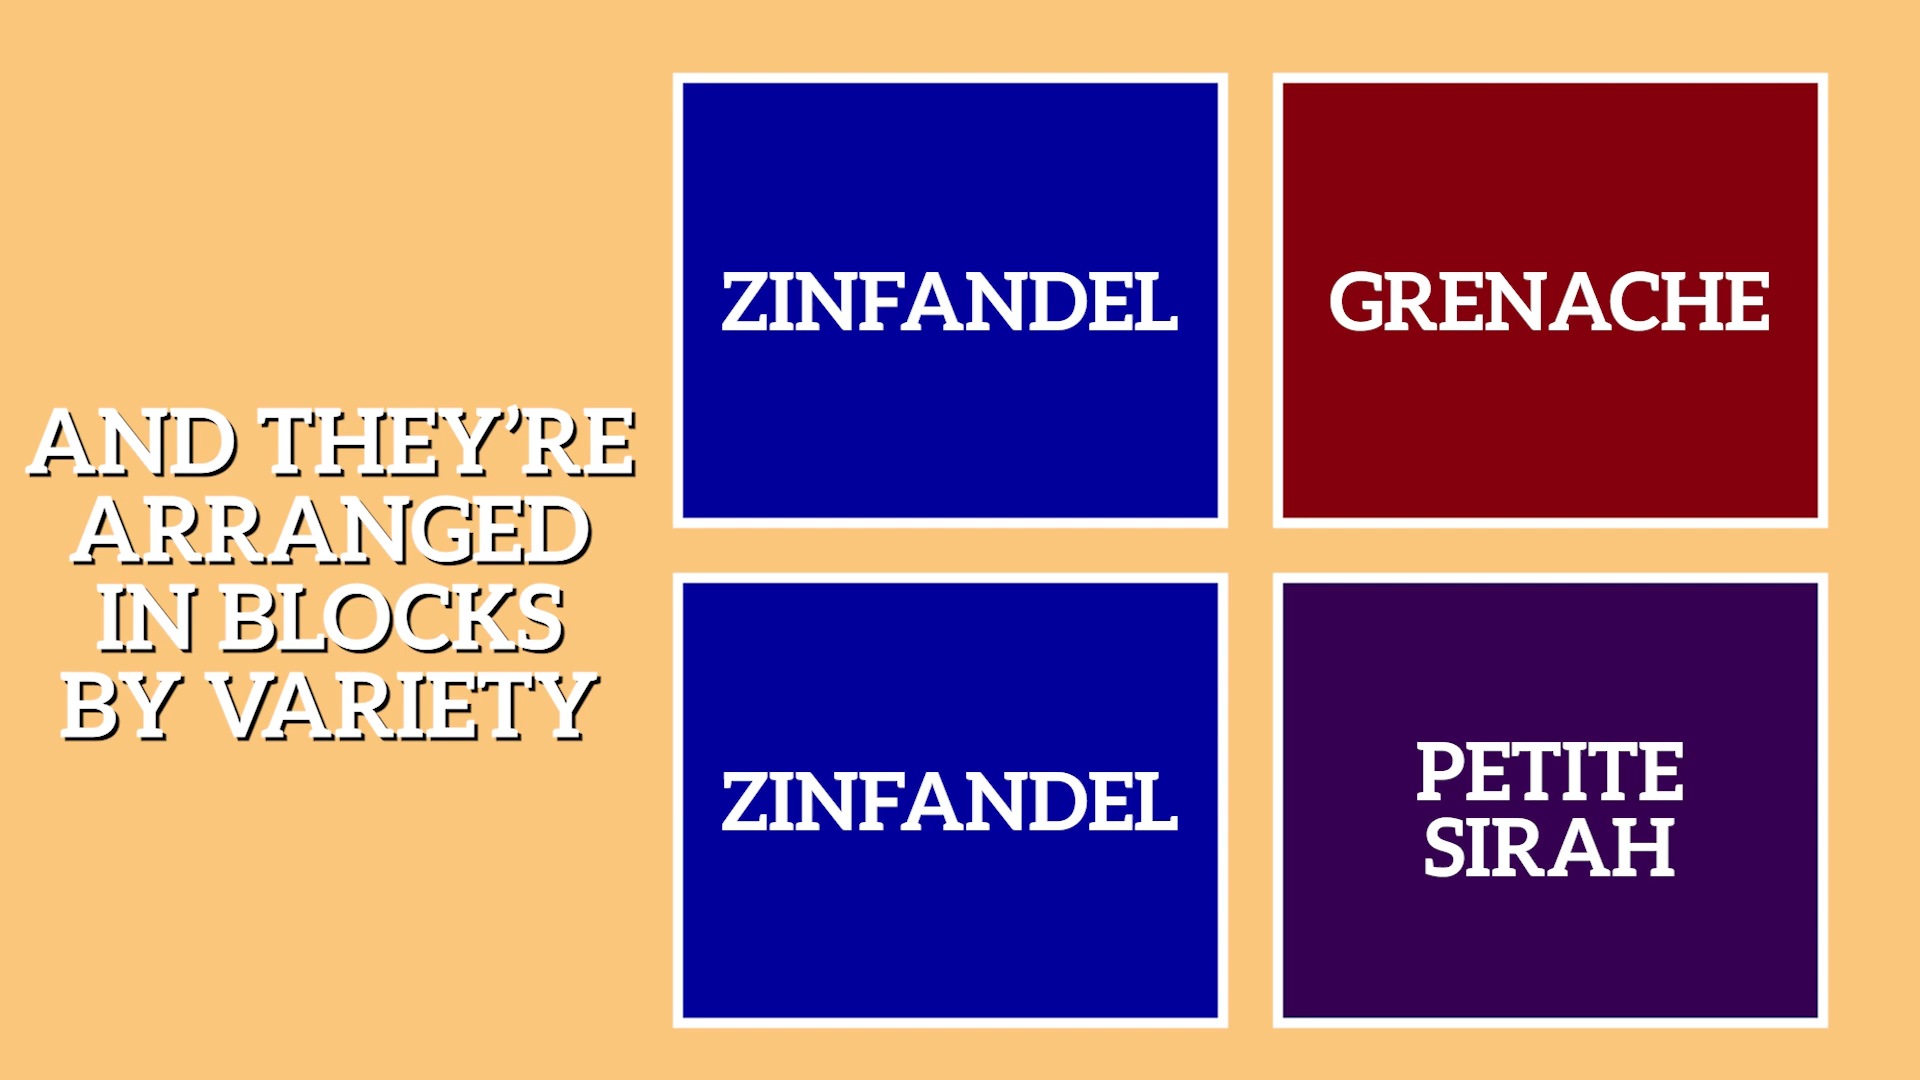 AND THEY’RE
ARRANGED
IN BLOCKS
BY VARIETY
ZINFANDEL
GRENACHE
ZINFANDEL
PETITE
SIRAH